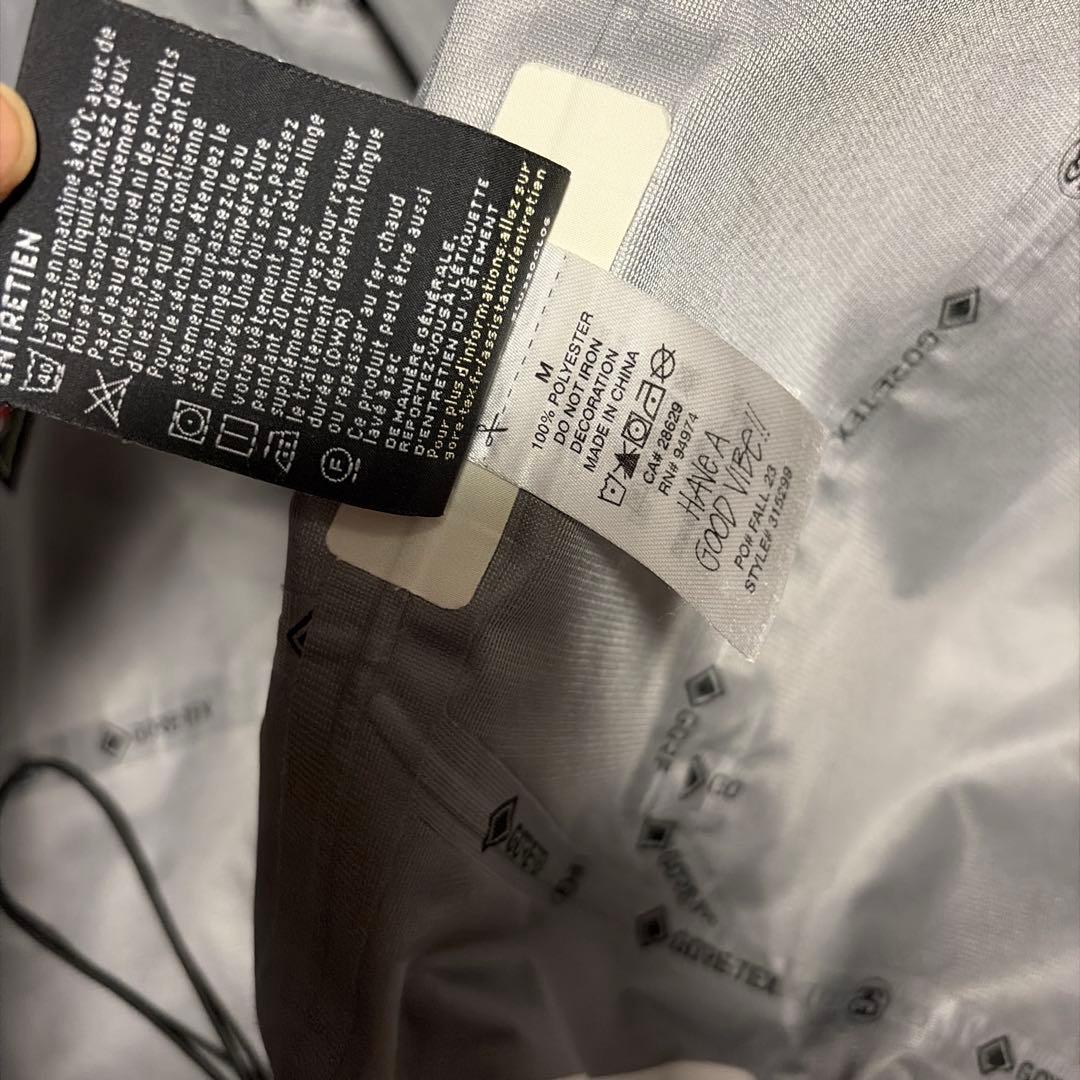 ENTRETIEN
Lavez en machine à 40°C avec de
la lessive liquide, rincez deux
fois et essorez doucement
Pas d'eau de Javel ni de produits
chlorés, pas d'assouplissant ni
de lessive qui en contienne
Pour le séchage, étendez le
vêtement ou passez-le au
sèche-linge à température
modérée. Une fois sec, passez
votre vêtement au sèche-linge
pendant 20 minutes
supplémentaires pour raviver
le traitement déperlant longue
durée (DWR)
ou repasser au fer chaud
Ce produit peut être aussi
lavé à sec
DE MANIÈRE GÉNÉRALE,
REPORTEZ-VOUS À L'ÉTIQUETTE
D'ENTRETIEN DU VÊTEMENT
pour plus d'informations, allez sur
gore-tex.fr/assistance/entretien
40
F
M
100% POLYESTER
DO NOT IRON
DECORATION
MADE IN CHINA
CA# 28629
RN# 94974
HAVE A
GOOD VIBE!!
PO# FALL 23
STYLE# 315299
GORE-TEX
GORE-TEX
GORE-TEX